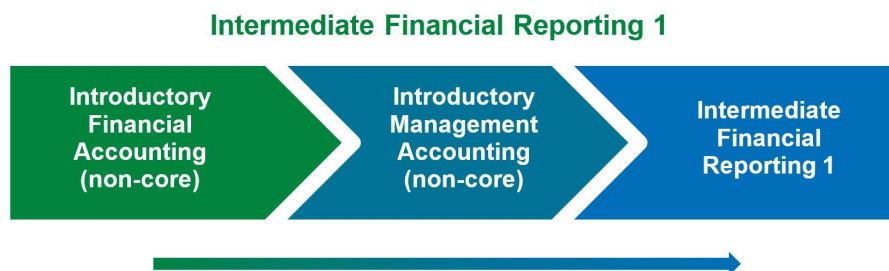 Intermediate Financial Reporting 1
Introductory
Financial
Accounting
(non-core)
Introductory
Management
Accounting
(non-core)
Intermediate
Financial
Reporting 1